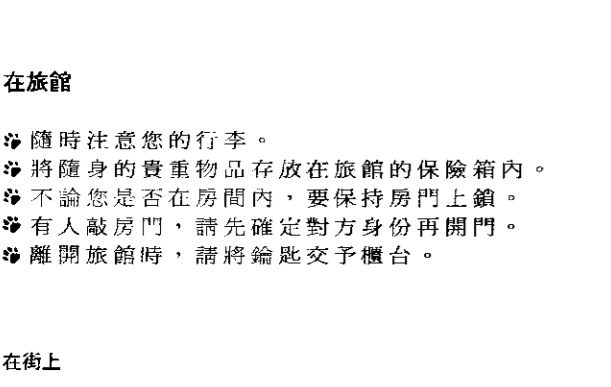 在旅館
隨時注意您的行李。
將隨身的貴重物品存放在旅館的保險箱內。
不論您是否在房間內，要保持房門上鎖。
有人敲房門，請先確定對方身份再開門。
離開旅館時，請將鑰匙交予櫃台。
在街上